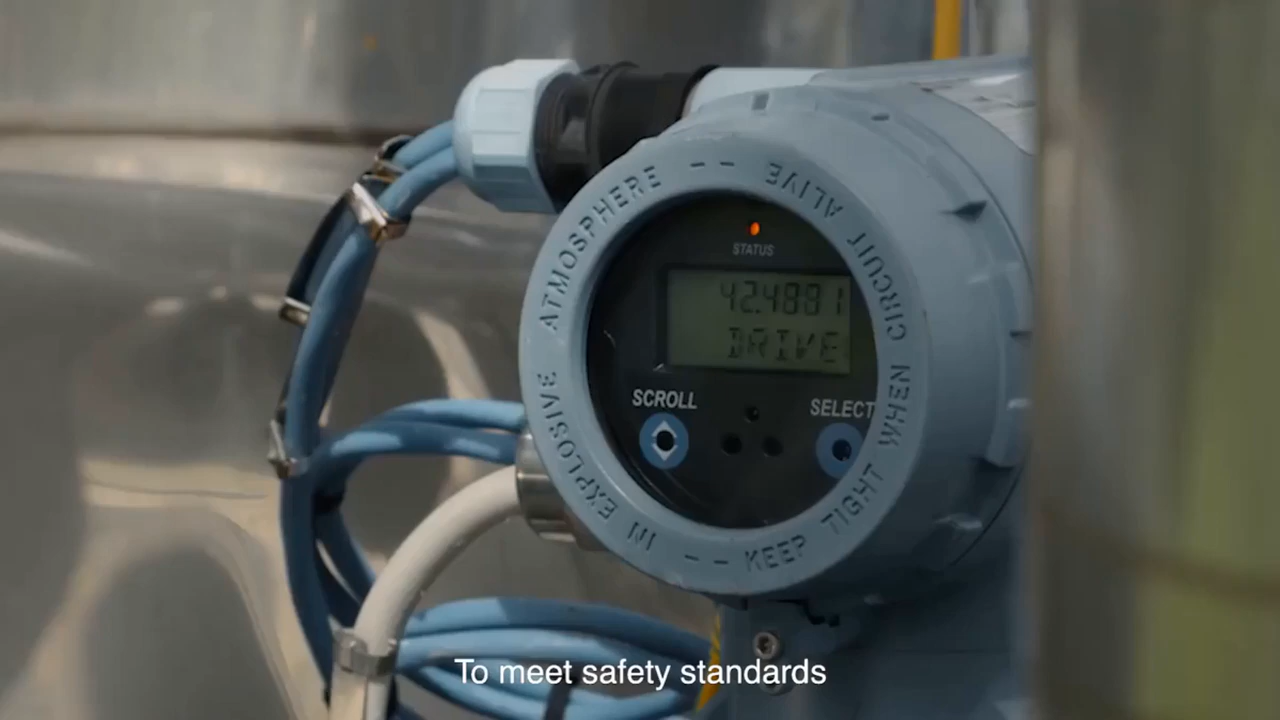 KEEP TIGHT WHEN CIRCUIT ALIVE -- IN EXPLOSIVE ATMOSPHERE --
STATUS
42.4881
DRIVE
SCROLL
SELECT
To meet safety standards